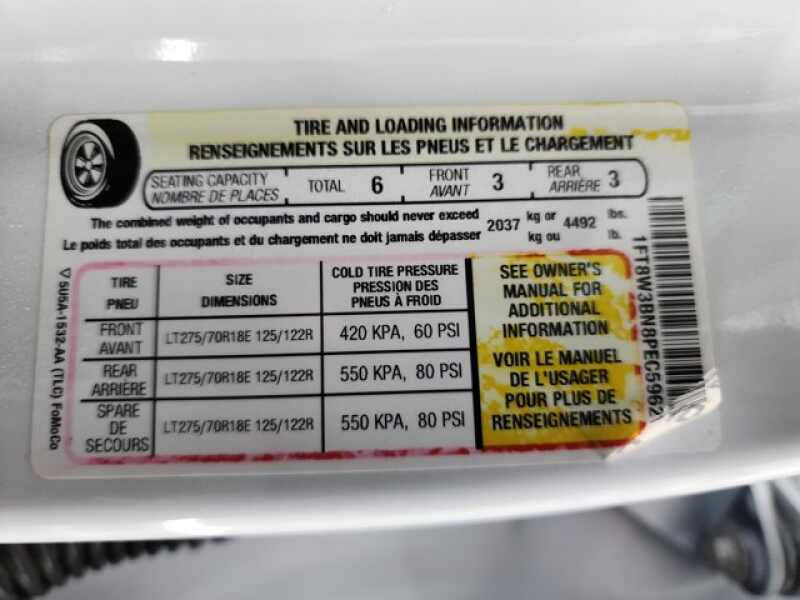 TIRE AND LOADING INFORMATION
RENSEIGNEMENTS SUR LES PNEUS ET LE CHARGEMENT
SEATING CAPACITY
NOMBRE DE PLACES
TOTAL 6
FRONT
AVANT 3
REAR
ARRIÈRE 3
The combined weight of occupants and cargo should never exceed 2037 kg or 4492 lbs.
Le poids total des occupants et du chargement ne doit jamais dépasser kg ou lb.
TIRE
PNEU
SIZE
DIMENSIONS
COLD TIRE PRESSURE
PRESSION DES
PNEUS À FROID
FRONT
AVANT
LT275/70R18E 125/122R
420 KPA, 60 PSI
REAR
ARRIÈRE
LT275/70R18E 125/122R
550 KPA, 80 PSI
SPARE
DE
SECOURS
LT275/70R18E 125/122R
550 KPA, 80 PSI
SEE OWNER'S
MANUAL FOR
ADDITIONAL
INFORMATION
VOIR LE MANUEL
DE L'USAGER
POUR PLUS DE
RENSEIGNEMENTS
5U5A-1532-AA (TLC) FoMoCo
1FT8W3BN8PEC5962